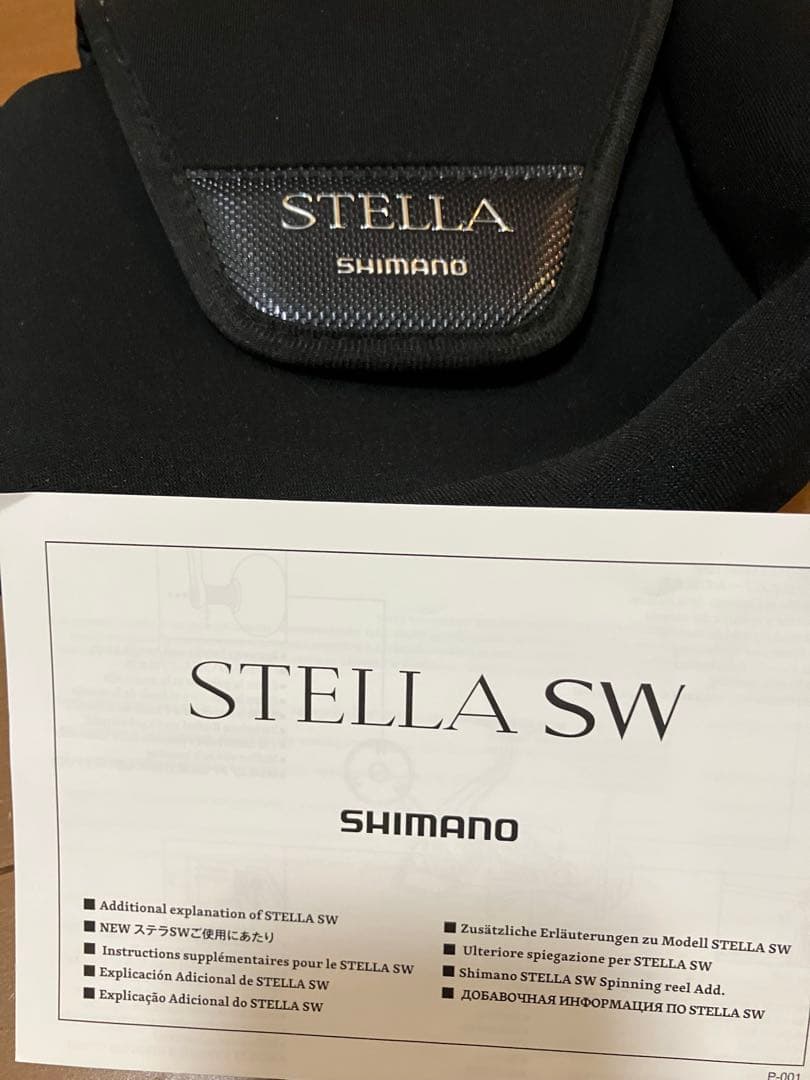 STELLA
SHIMANO
STELLA SW
SHIMANO
■ Additional explanation of STELLA SW
■ NEW ステラSWご使用にあたり
■ Instructions supplémentaires pour le STELLA SW
■ Explicación Adicional de STELLA SW
■ Explicação Adicional do STELLA SW
■ Zusätzliche Erläuterungen zu Modell STELLA SW
■ Ulteriore spiegazione per STELLA SW
■ Shimano STELLA SW Spinning reel Add.
■ ДОБАВОЧНАЯ ИНФОРМАЦИЯ ПО STELLA SW
P-001